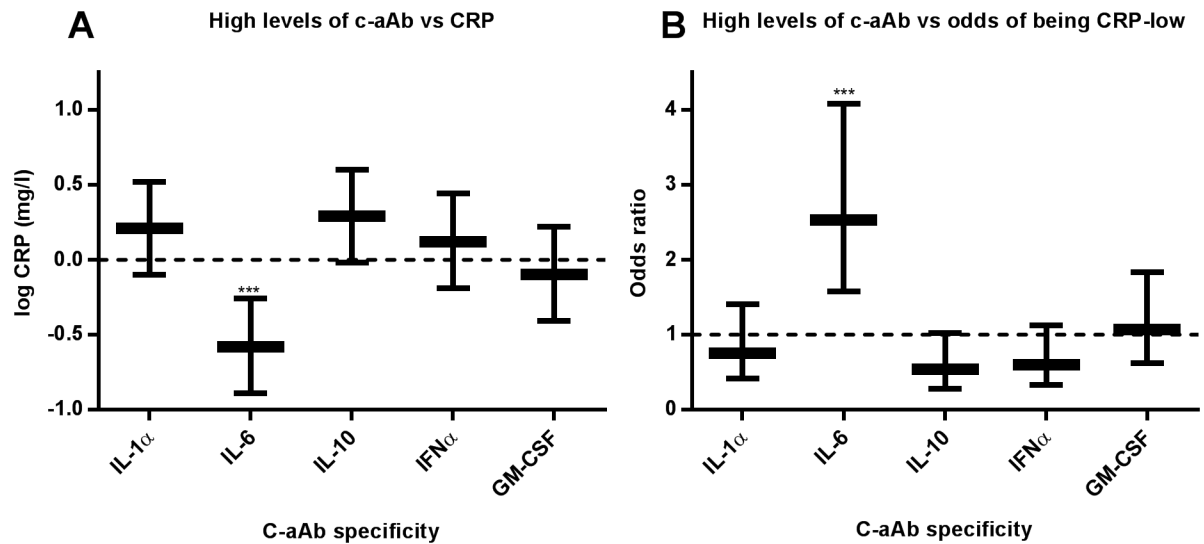 A
High levels of c-aAb vs CRP
log CRP (mg/l)
1.0
0.5
0.0
-0.5
-1.0
***
IL-1α
IL-6
IL-10
IFNα
GM-CSF
C-aAb specificity
B
High levels of c-aAb vs odds of being CRP-low
Odds ratio
4
3
2
1
0
***
IL-1α
IL-6
IL-10
IFNα
GM-CSF
C-aAb specificity